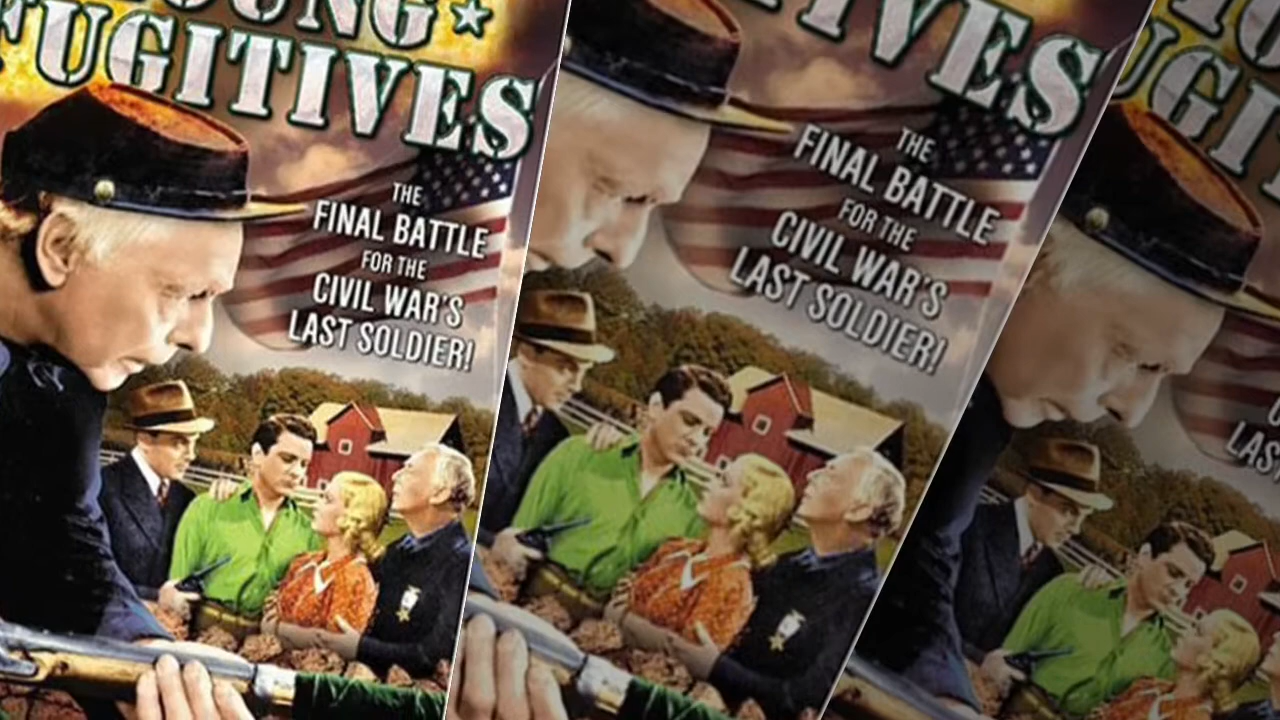 YOUNG
FUGITIVES
THE
FINAL BATTLE
FOR THE
CIVIL WAR'S
LAST SOLDIER!
THE
FINAL BATTLE
FOR THE
CIVIL WAR'S
LAST SOLDIER!